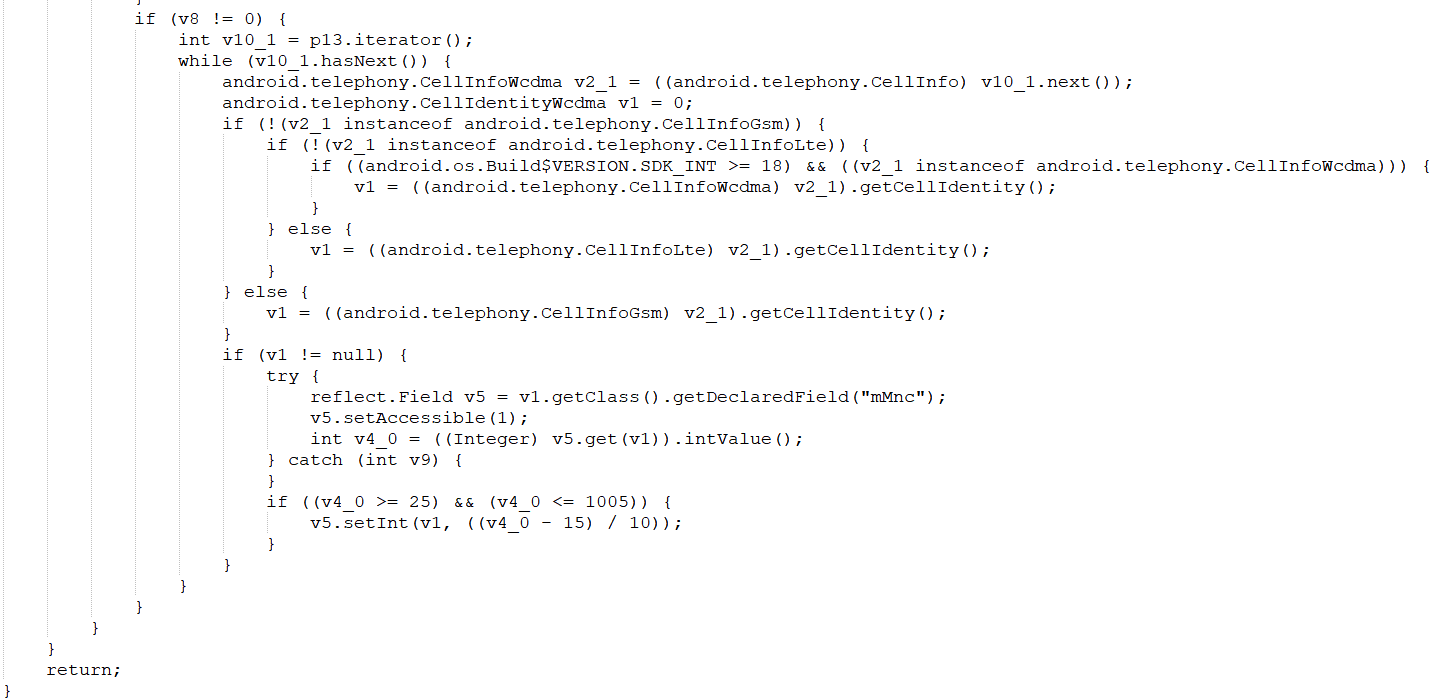 }
if (v8 != 0) {
int v10_1 = p13.iterator();
while (v10_1.hasNext()) {
android.telephony.CellInfoWcdma v2_1 = ((android.telephony.CellInfo) v10_1.next());
android.telephony.CellIdentityWcdma v1 = 0;
if (!(v2_1 instanceof android.telephony.CellInfoGsm)) {
if (!(v2_1 instanceof android.telephony.CellInfoLte)) {
if ((android.os.Build$VERSION.SDK_INT >= 18) && ((v2_1 instanceof android.telephony.CellInfoWcdma))) {
v1 = ((android.telephony.CellInfoWcdma) v2_1).getCellIdentity();
}
} else {
v1 = ((android.telephony.CellInfoLte) v2_1).getCellIdentity();
}
} else {
v1 = ((android.telephony.CellInfoGsm) v2_1).getCellIdentity();
}
if (v1 != null) {
try {
reflect.Field v5 = v1.getClass().getDeclaredField("mMnc");
v5.setAccessible(1);
int v4_0 = ((Integer) v5.get(v1)).intValue();
} catch (int v9) {
}
if ((v4_0 >= 25) && (v4_0 <= 1005)) {
v5.setInt(v1, ((v4_0 - 15) / 10));
}
}
}
}
}
}
return;
}